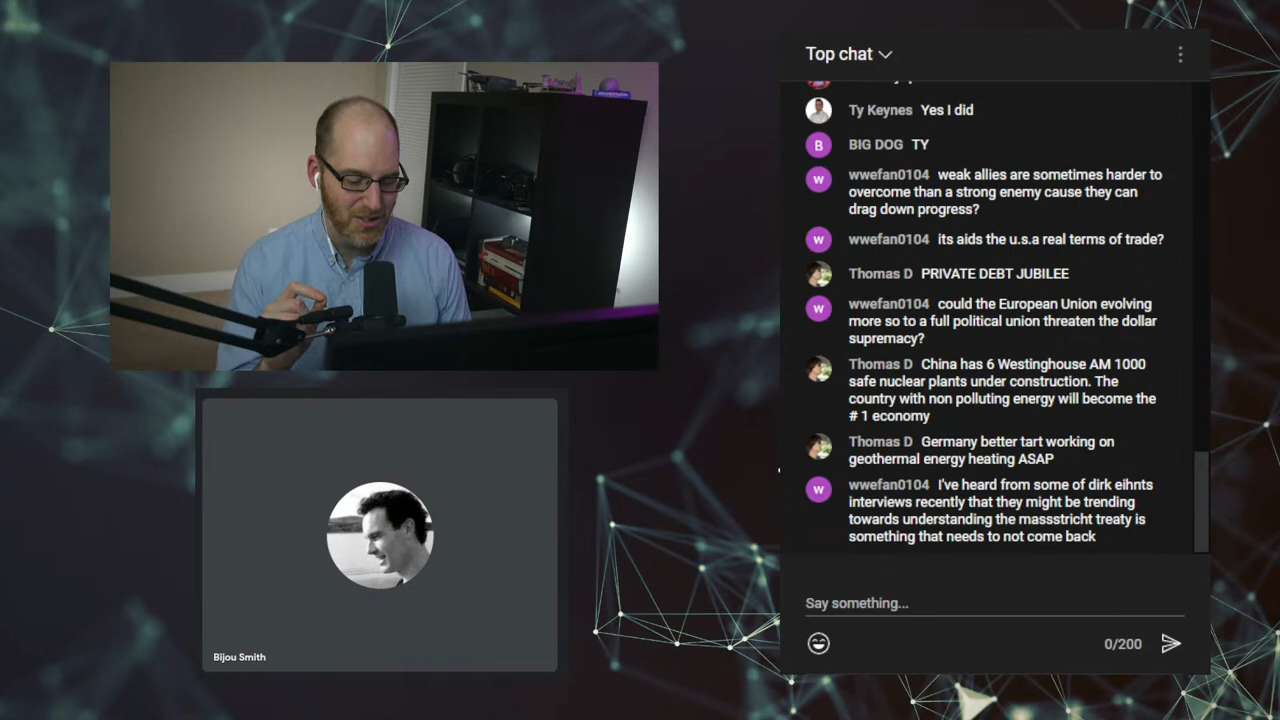 Top chat
Ty Keynes Yes I did
BIG DOG TY
wwefan0104 weak allies are sometimes harder to
overcome than a strong enemy cause they can
drag down progress?
wwefan0104 its aids the u.s.a real terms of trade?
Thomas D PRIVATE DEBT JUBILEE
wwefan0104 could the European Union evolving
more so to a full political union threaten the dollar
supremacy?
Thomas D China has 6 Westinghouse AM 1000
safe nuclear plants under construction. The
country with non polluting energy will become the
# 1 economy
Thomas D Germany better tart working on
geothermal energy heating ASAP
wwefan0104 I've heard from some of dirk eihnts
interviews recently that they might be trending
towards understanding the massstricht treaty is
something that needs to not come back
Say something...
0/200
B
w
w
w
w
Bijou Smith